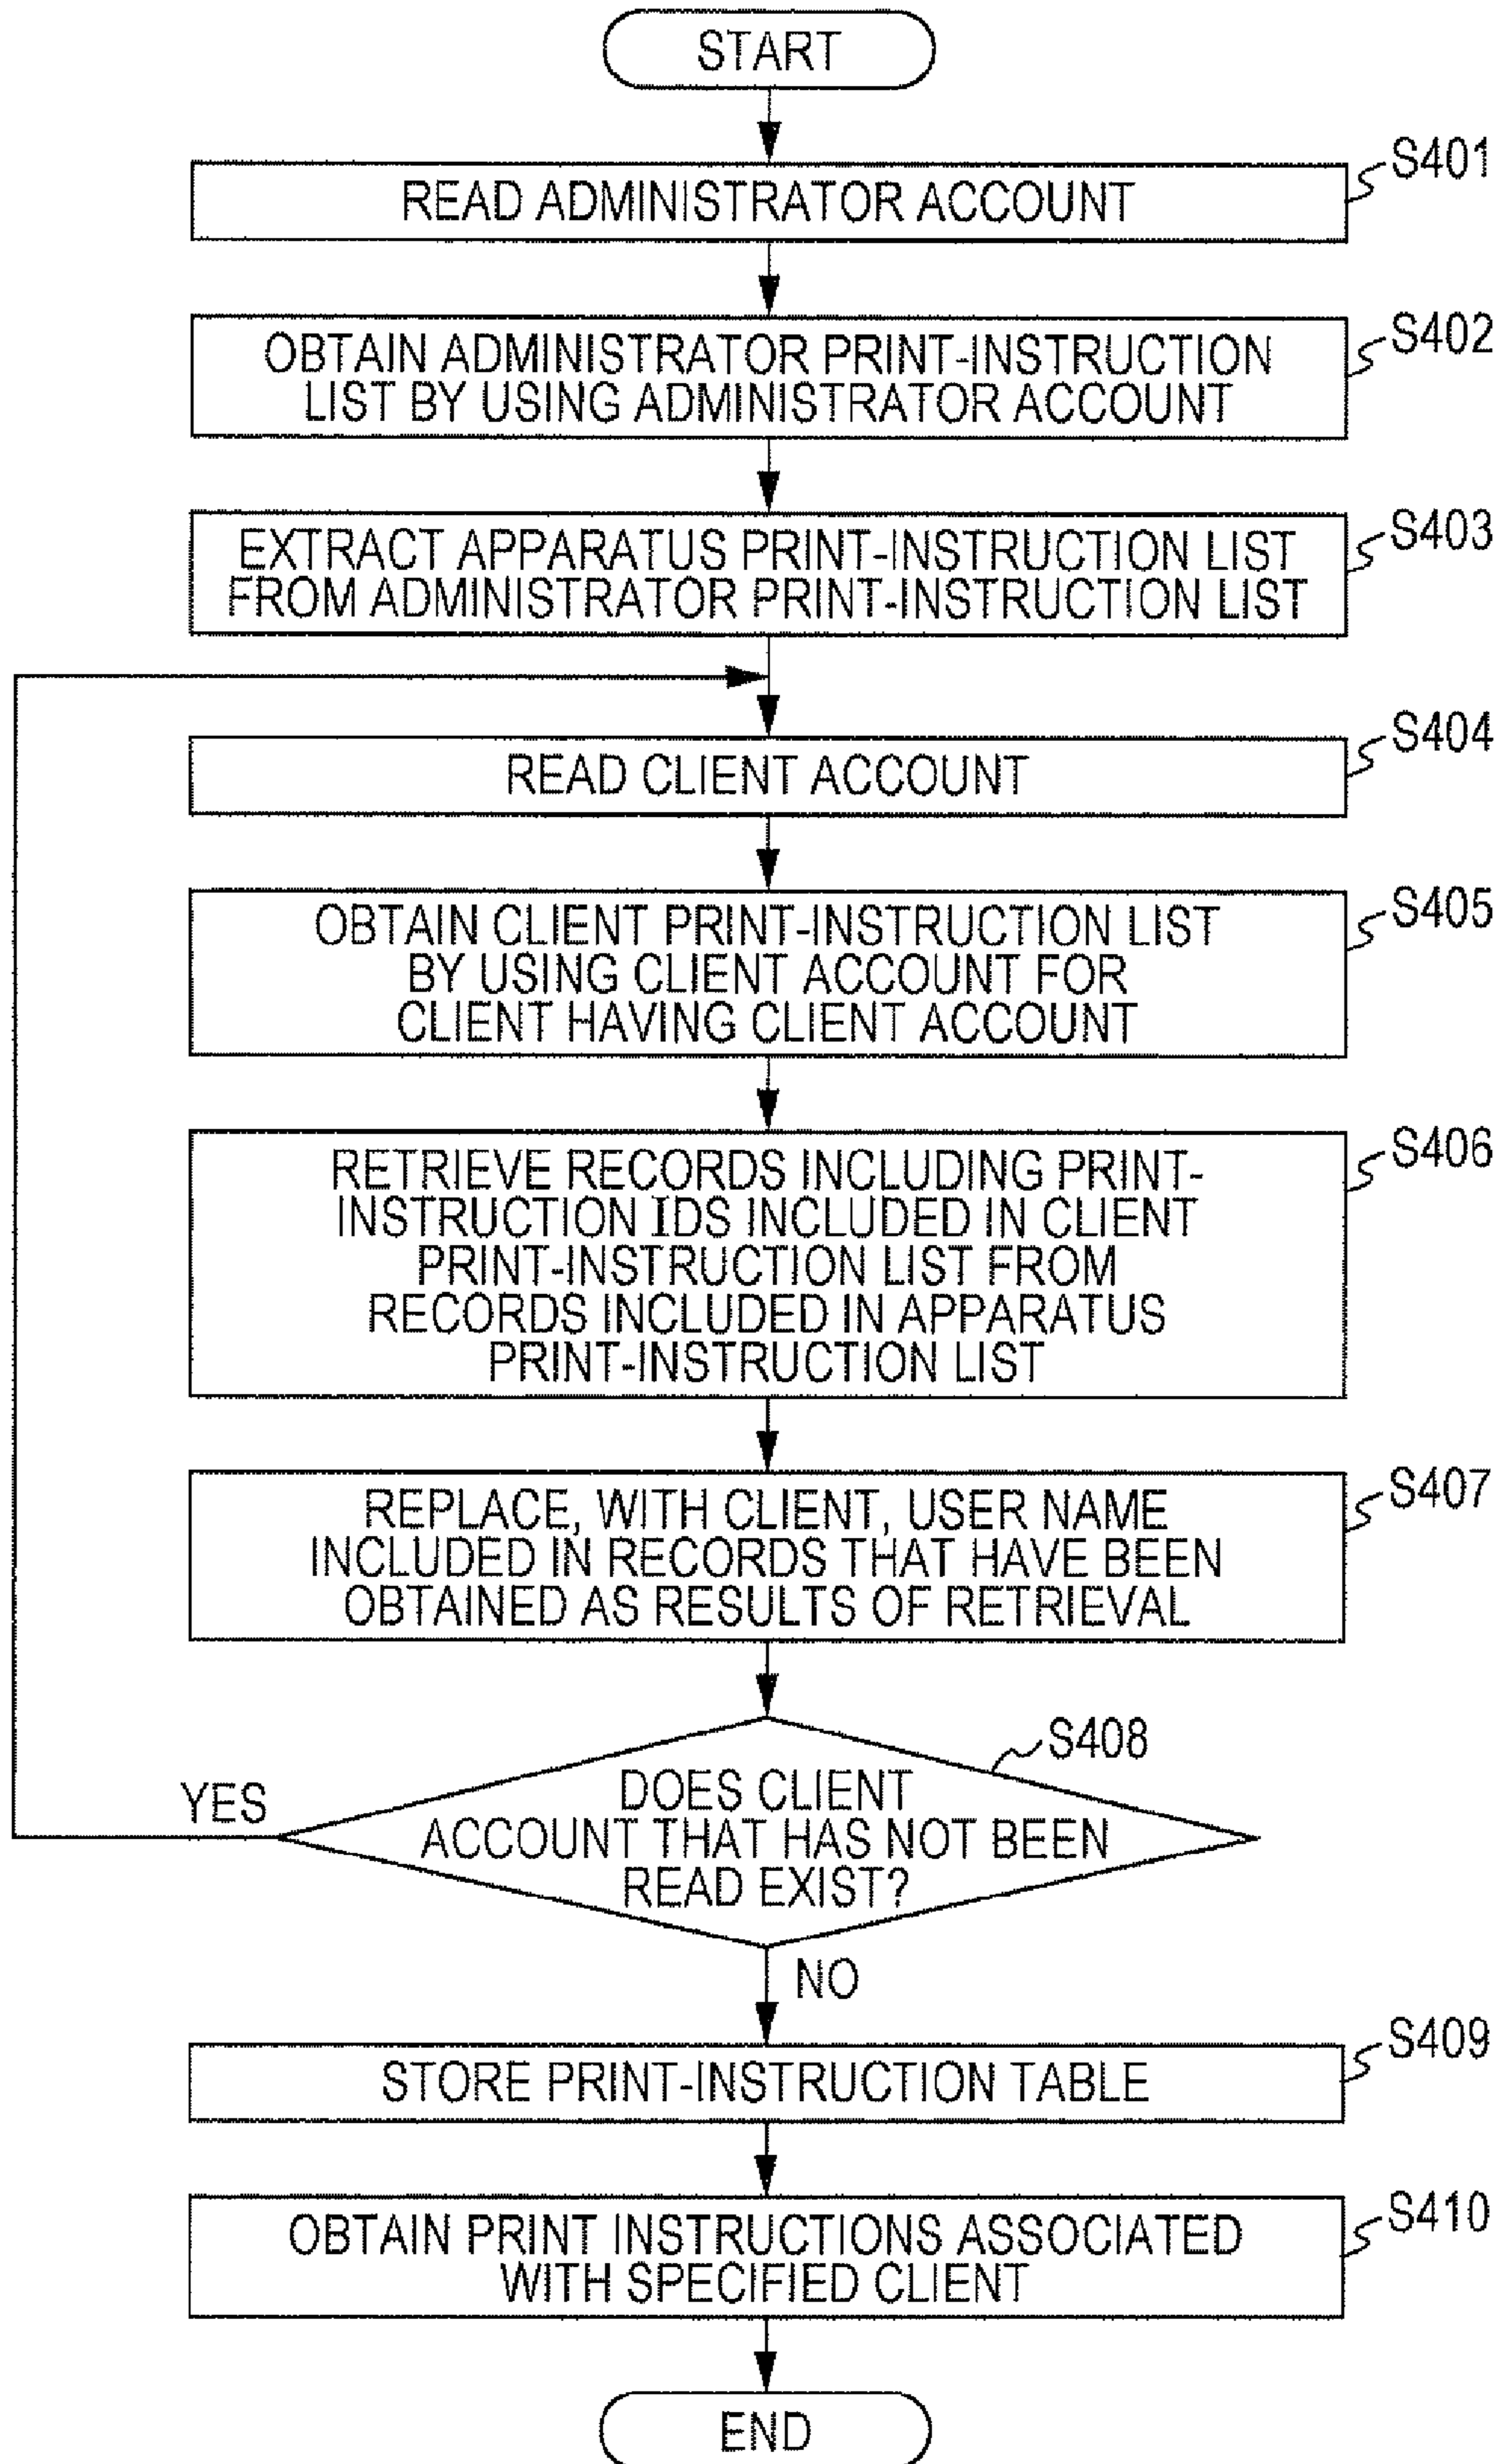 START
S401
READ ADMINISTRATOR ACCOUNT
S402
OBTAIN ADMINISTRATOR PRINT-INSTRUCTION
LIST BY USING ADMINISTRATOR ACCOUNT
S403
EXTRACT APPARATUS PRINT-INSTRUCTION LIST
FROM ADMINISTRATOR PRINT-INSTRUCTION LIST
S404
READ CLIENT ACCOUNT
S405
OBTAIN CLIENT PRINT-INSTRUCTION LIST
BY USING CLIENT ACCOUNT FOR
CLIENT HAVING CLIENT ACCOUNT
S406
RETRIEVE RECORDS INCLUDING PRINT-
INSTRUCTION IDS INCLUDED IN CLIENT
PRINT-INSTRUCTION LIST FROM
RECORDS INCLUDED IN APPARATUS
PRINT-INSTRUCTION LIST
S407
REPLACE, WITH CLIENT, USER NAME
INCLUDED IN RECORDS THAT HAVE BEEN
OBTAINED AS RESULTS OF RETRIEVAL
S408
YES
DOES CLIENT
ACCOUNT THAT HAS NOT BEEN
READ EXIST?
NO
S409
STORE PRINT-INSTRUCTION TABLE
S410
OBTAIN PRINT INSTRUCTIONS ASSOCIATED
WITH SPECIFIED CLIENT
END